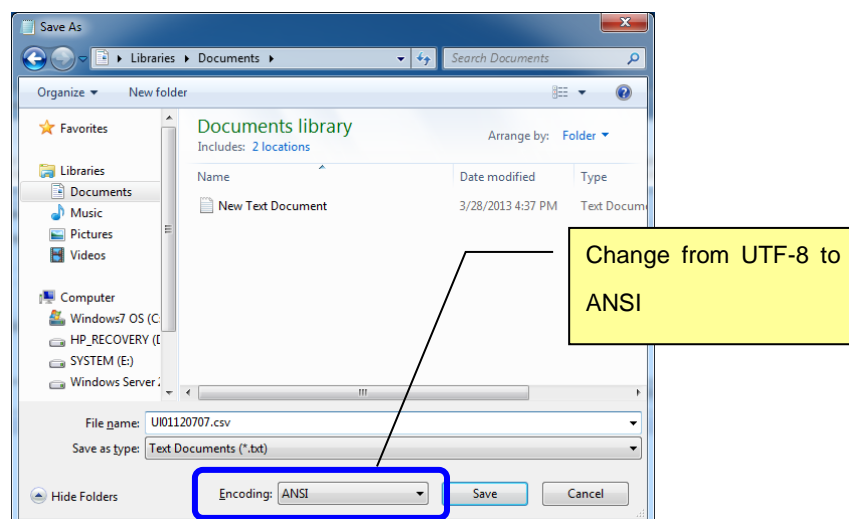 Save As
Libraries Documents
Search Documents
Organize New folder
Favorites
Libraries
Documents
Music
Pictures
Videos
Computer
Windows7 OS (C:
HP_RECOVERY (D
SYSTEM (E:)
Windows Server 2
Documents library
Includes: 2 locations
Arrange by: Folder
Name Date modified Type
New Text Document 3/28/2013 4:37 PM Text Docum
Change from UTF-8 to
ANSI
File name: UI01120707.csv
Save as type: Text Documents (*.txt)
Hide Folders Encoding: ANSI Save Cancel